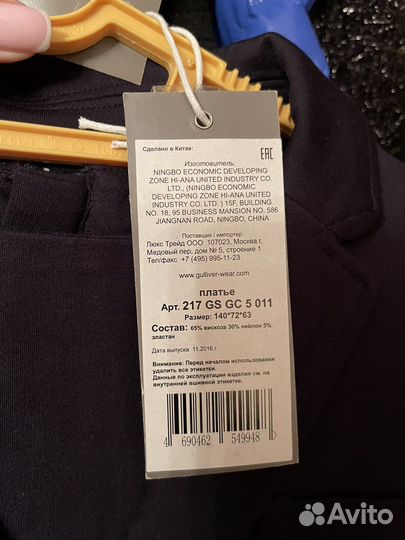 Сделано в Китае:
EAC
Изготовитель:
NINGBO ECONOMIC DEVELOPING
ZONE HI-ANA UNITED INDUSTRY CO.
LTD., (NINGBO ECONOMIC
DEVELOPING ZONE HI-ANA UNITED
INDUSTRY CO. LTD. ) 15F, BUILDING
NO. 18, 95 BUSINESS MANSION NO. 586
JIANGNAN ROAD, NINGBO, CHINA
Поставщик / импортер:
Люкс Трейд ООО 107023, Москва г,
Медовый пер, дом № 5, строение 1
Тел/факс +7 (495) 995-11-23
www.gulliver-wear.com
платье
Арт. 217 GS GC 5 011
Размер: 140*72*63
Состав: 65% вискоза 30% нейлон 5%
эластан
Дата выпуска 11.2016 г.
Внимание: Перед началом использования
удалить все этикетки.
Данные по эксплуатации изделия см. на
внутренней вшивной этикетке.
4 690462 549948
Avito